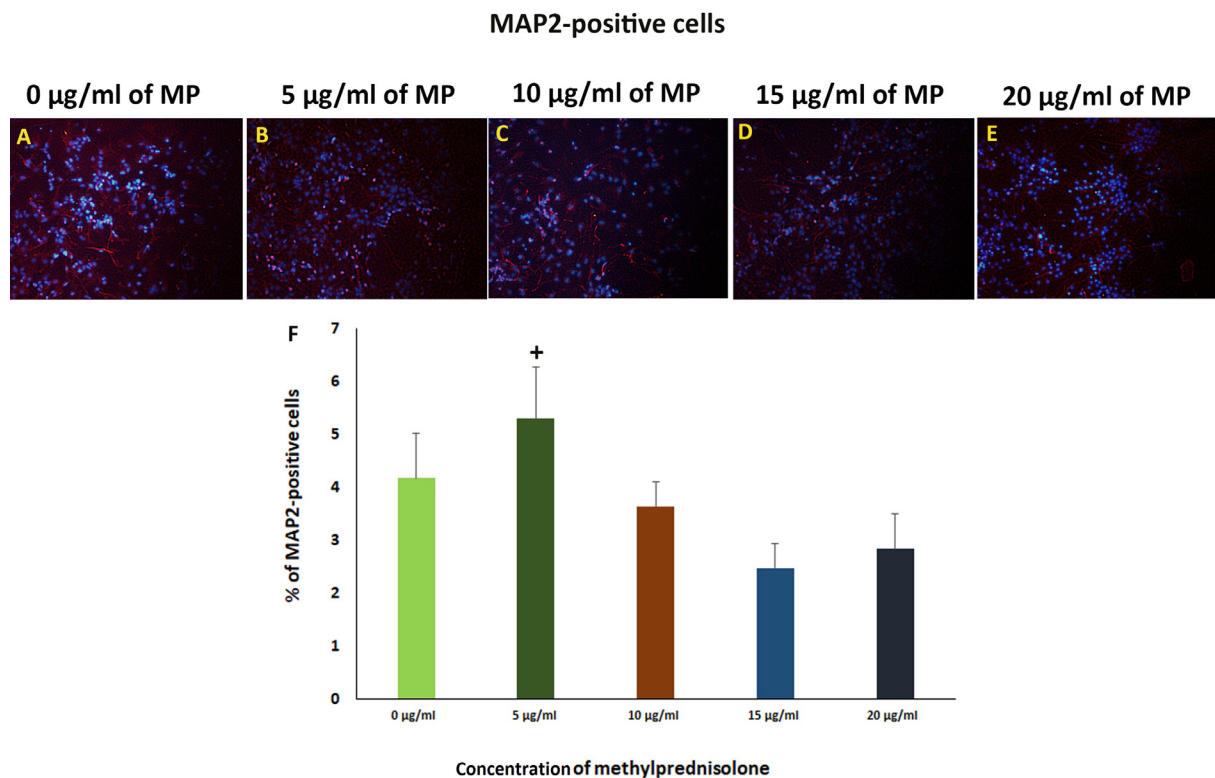 MAP2-positive cells
0 µg/ml of MP 5 µg/ml of MP 10 µg/ml of MP 15 µg/ml of MP 20 µg/ml of MP
A B C D E
F
+
% of MAP2-positive cells
7
6
5
4
3
2
1
0
0 µg/ml 5 µg/ml 10 µg/ml 15 µg/ml 20 µg/ml
Concentration of methylprednisolone